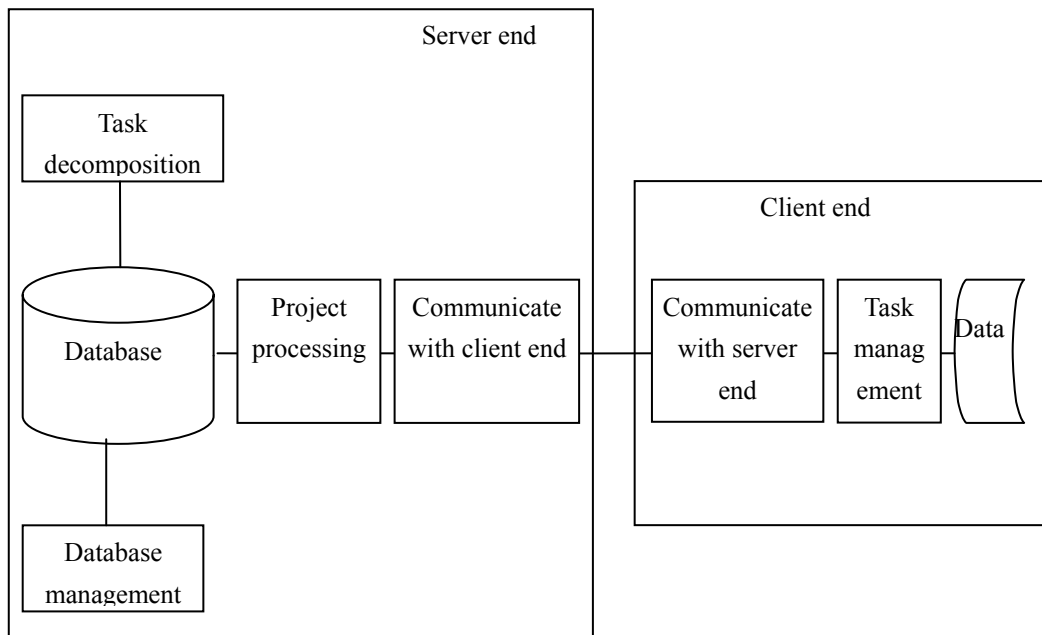 Server end
Task
decomposition
Client end
Database
Project
processing
Communicate
with client end
Communicate
with server
end
Task
manag
ement
Data
Database
management